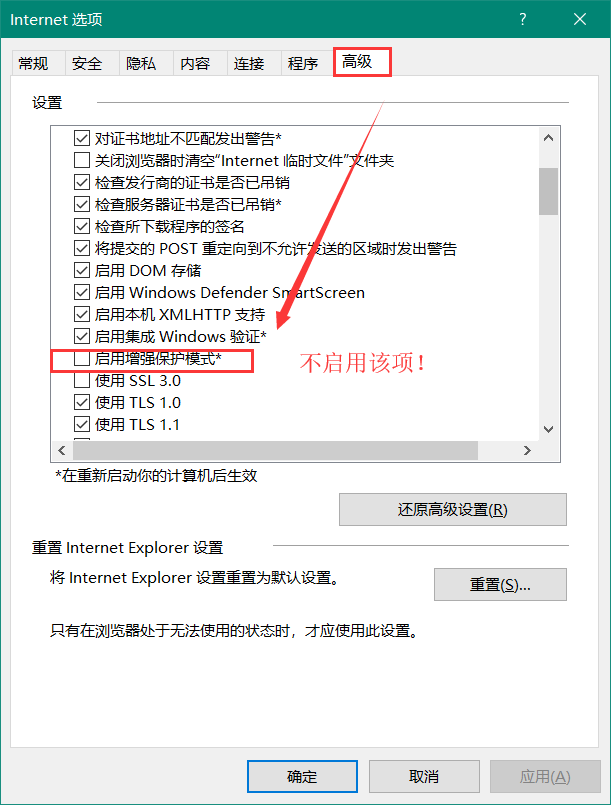 Internet 选项
?
常规
安全
隐私
内容
连接
程序
高级
设置
对证书地址不匹配发出警告*
关闭浏览器时清空“Internet 临时文件”文件夹
检查发行商的证书是否已吊销
检查服务器证书是否已吊销*
检查所下载程序的签名
将提交的 POST 重定向到不允许发送的区域时发出警告
启用 DOM 存储
启用 Windows Defender SmartScreen
启用本机 XMLHTTP 支持
启用集成 Windows 验证*
启用增强保护模式*
不启用该项！
使用 SSL 3.0
使用 TLS 1.0
使用 TLS 1.1
*在重新启动你的计算机后生效
还原高级设置(R)
重置 Internet Explorer 设置
将 Internet Explorer 设置重置为默认设置。
重置(S)...
只有在浏览器处于无法使用的状态时，才应使用此设置。
确定
取消
应用(A)